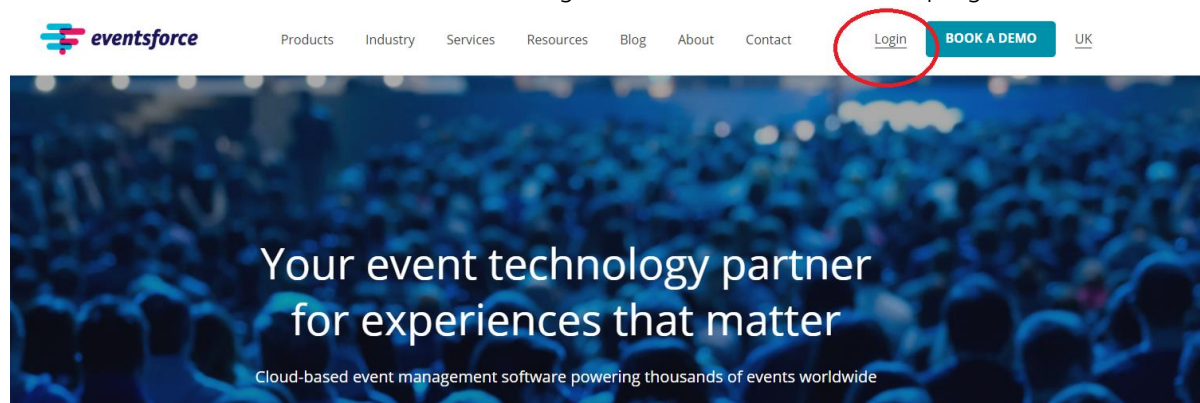 eventsforce
Products Industry Services Resources Blog About Contact Login BOOK A DEMO UK
Your event technology partner
for experiences that matter
Cloud-based event management software powering thousands of events worldwide